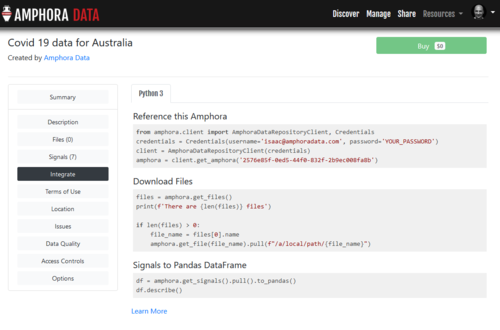 AMPHORA DATA
Discover Manage Share Resources
Covid 19 data for Australia
Created by Amphora Data
Buy $0
Summary
Description
Files (0)
Signals (7)
Integrate
Terms of Use
Location
Issues
Data Quality
Access Controls
Options
Python 3
Reference this Amphora
from amphora.client import AmphoraDataRepositoryClient, Credentials
credentials = Credentials(username='isaac@amphoradata.com', password='YOUR_PASSWORD')
client = AmphoraDataRepositoryClient(credentials)
amphora = client.get_amphora('2576e85f-0ed5-44f0-832f-2b9ec008fa8b')
Download Files
files = amphora.get_files()
print(f'There are {len(files)} files')
if len(files) > 0:
file_name = files[0].name
amphora.get_file(file_name).pull(f"/a/local/path/{file_name}")
Signals to Pandas DataFrame
df = amphora.get_signals().pull().to_pandas()
df.describe()
Learn More